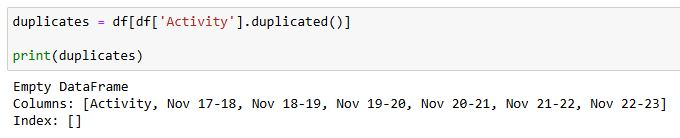 duplicates = df[df['Activity'].duplicated()]
print(duplicates)
Empty DataFrame
Columns: [Activity, Nov 17-18, Nov 18-19, Nov 19-20, Nov 20-21, Nov 21-22, Nov 22-23]
Index: []